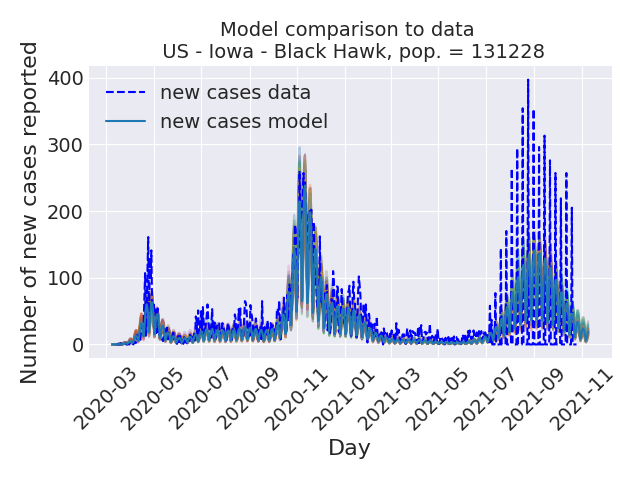 Model comparison to data
US - Iowa - Black Hawk, pop. = 131228
Number of new cases reported
400
300
200
100
0
new cases data
new cases model
2020-03
2020-05
2020-07
2020-09
2020-11
2021-01
2021-03
2021-05
2021-07
2021-09
2021-11
Day